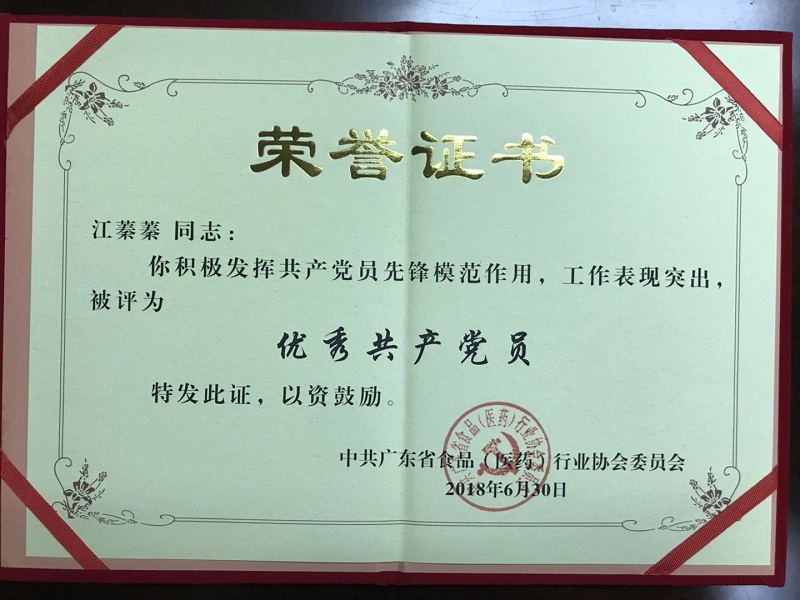 荣誉证书
江蓁蓁 同志：
你积极发挥共产党员先锋模范作用，工作表现突出，
被评为
优秀共产党员
特发此证，以资鼓励。
中共广东省食品（医药）行业协会委员会
2018年6月30日